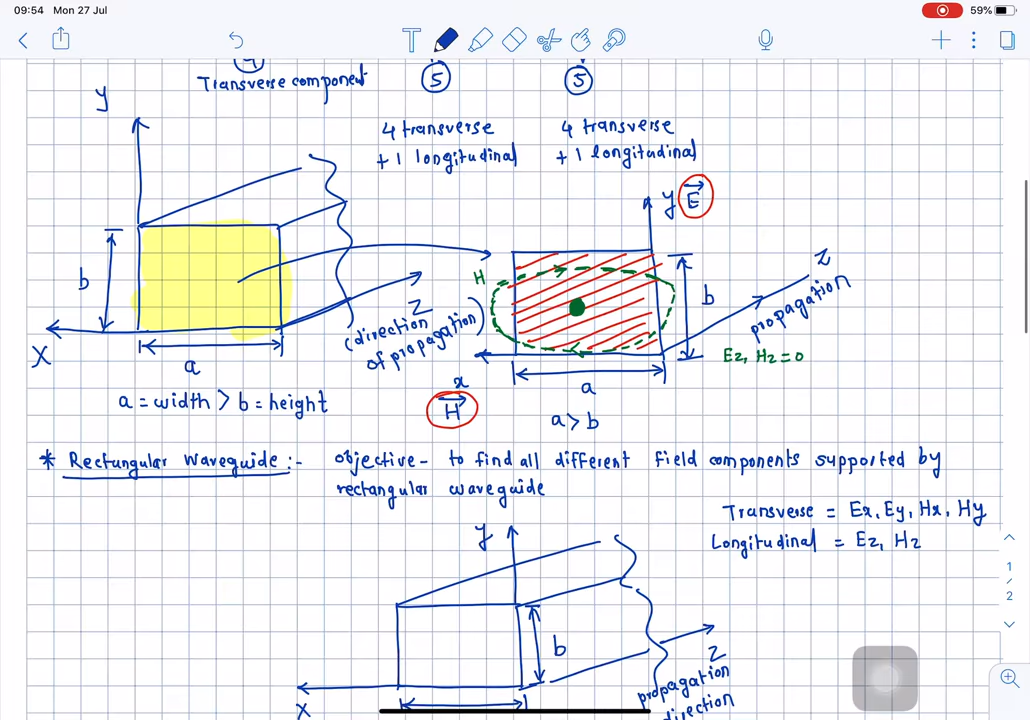 09:54 Mon 27 Jul
59%
T
Transverse component
5
5
4 transverse
+ 1 longitudinal
4 transverse
+ 1 longitudinal
y
b
X
a
Z
(direction
of propagation)
a = width > b = height
y E
H
b
Z
propagation
Ez, Hz = 0
x
H
a
a > b
* Rectangular Waveguide :- objective - to find all different field components supported by
rectangular waveguide
Transverse = Ex, Ey, Hx, Hy
Longitudinal = Ez, Hz
y
b
Z
propagation
direction
X
1
/
2